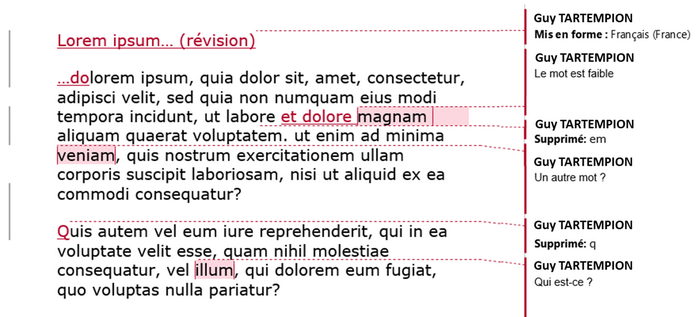 Lorem ipsum... (révision)
...dolorem ipsum, quia dolor sit, amet, consectetur,
adipisci velit, sed quia non numquam eius modi
tempora incidunt, ut labore et dolore magnam
aliquam quaerat voluptatem. ut enim ad minima
veniam, quis nostrum exercitationem ullam
corporis suscipit laboriosam, nisi ut aliquid ex ea
commodi consequatur?
Quis autem vel eum iure reprehenderit, qui in ea
voluptate velit esse, quam nihil molestiae
consequatur, vel illum, qui dolorem eum fugiat,
quo voluptas nulla pariatur?
Guy TARTEMPION
Mis en forme : Français (France)
Guy TARTEMPION
Le mot est faible
Guy TARTEMPION
Supprimé: em
Guy TARTEMPION
Un autre mot ?
Guy TARTEMPION
Supprimé: q
Guy TARTEMPION
Qui est-ce ?